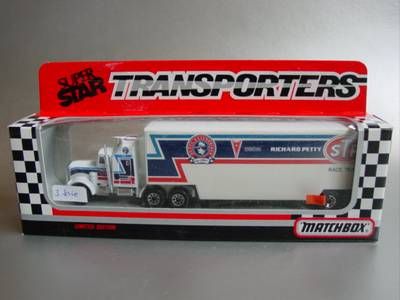 SUPER
STAR
TRANSPORTERS
RICHARD PETTY
STP
LIMITED EDITION
MATCHBOX